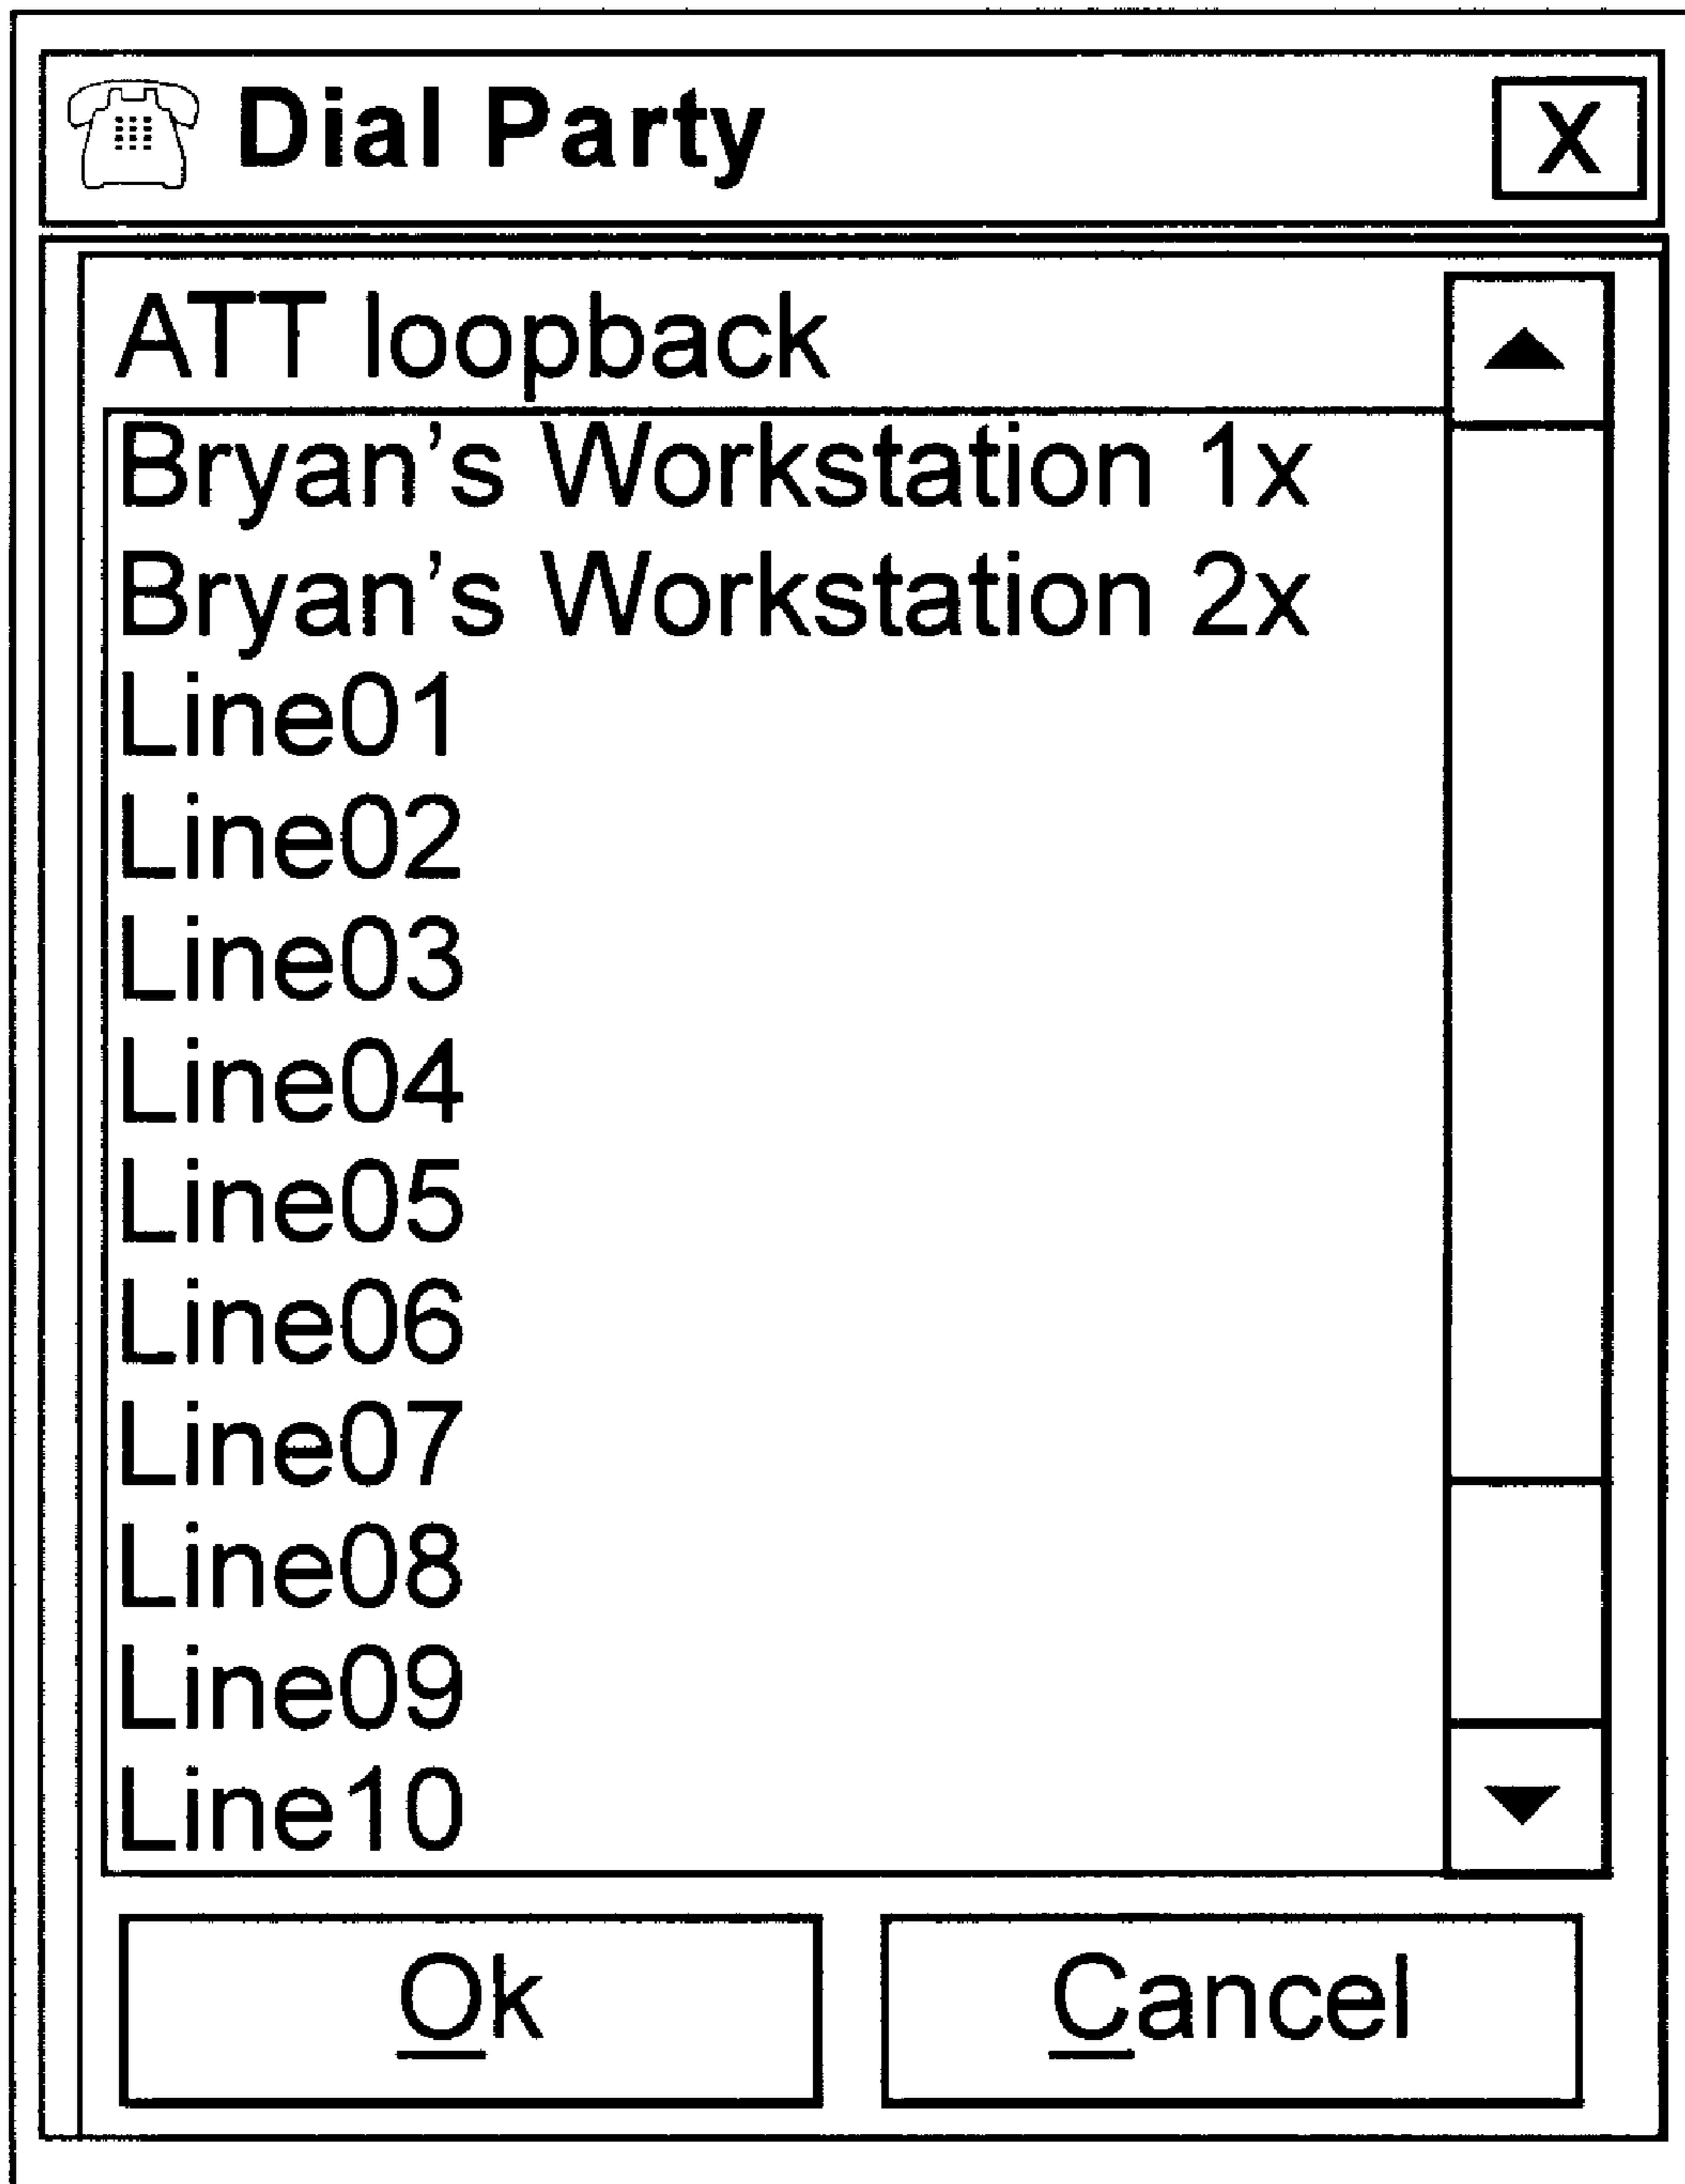 Dial Party X
ATT loopback
Bryan’s Workstation 1x
Bryan’s Workstation 2x
Line01
Line02
Line03
Line04
Line05
Line06
Line07
Line08
Line09
Line10
Ok Cancel